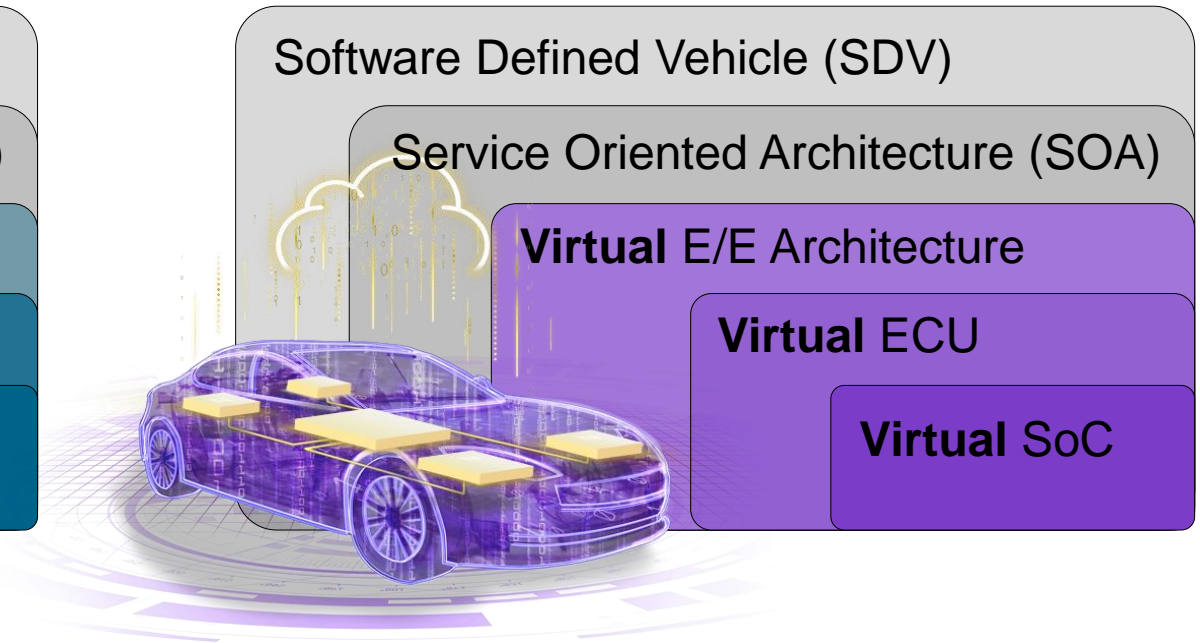 Software Defined Vehicle (SDV)
)
Service Oriented Architecture (SOA)
Virtual E/E Architecture
Virtual ECU
Virtual SoC